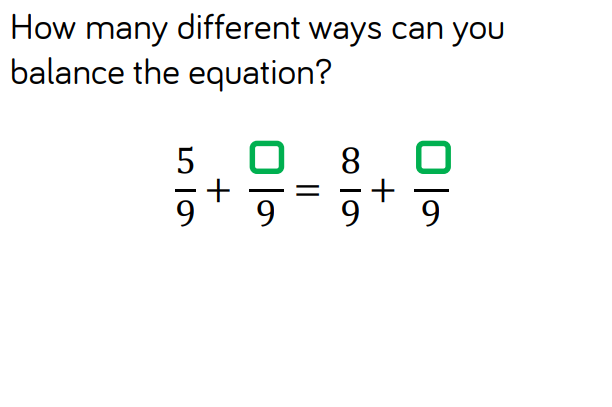 How many different ways can you
balance the equation?
5/9 + □/9 = 8/9 + □/9